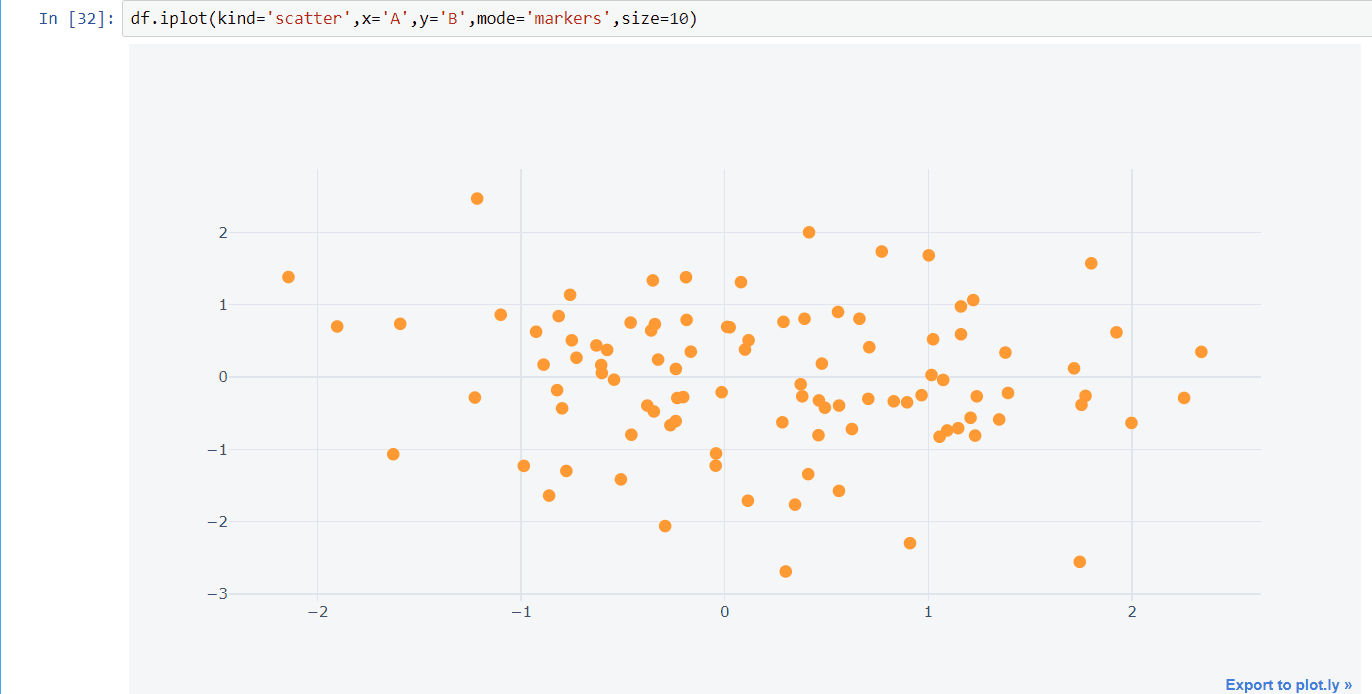 In [32]: df.iplot(kind='scatter',x='A',y='B',mode='markers',size=10)
2
1
0
−1
−2
−3
−2 −1 0 1 2
Export to plot.ly »